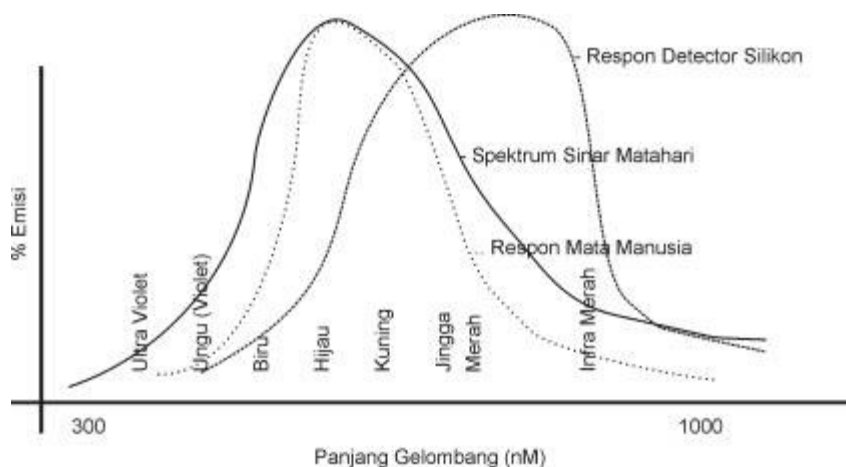 Respon Detector Silikon
Spektrum Sinar Matahari
Respon Mata Manusia
% Emisi
Ultra Violet
Ungu (Violet)
Biru
Hijau
Kuning
Jingga
Merah
Infra Merah
300
1000
Panjang Gelombang (nM)